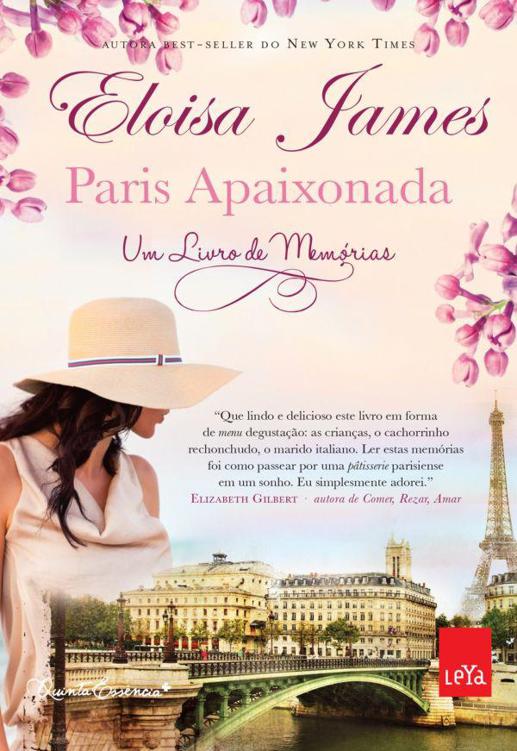 AUTORA BEST-SELLER DO NEW YORK TIMES
Eloisa James
Paris Apaixonada
Um Livro de Memórias
“Que lindo e delicioso este livro em forma
de menu degustação: as crianças, o cachorrinho
rechonchudo, o marido italiano. Ler estas memórias
foi como passear por uma pâtisserie parisiense
em um sonho. Eu simplesmente adorei.”
ELIZABETH GILBERT · autora de Comer, Rezar, Amar
Quinta Essência
LeYa